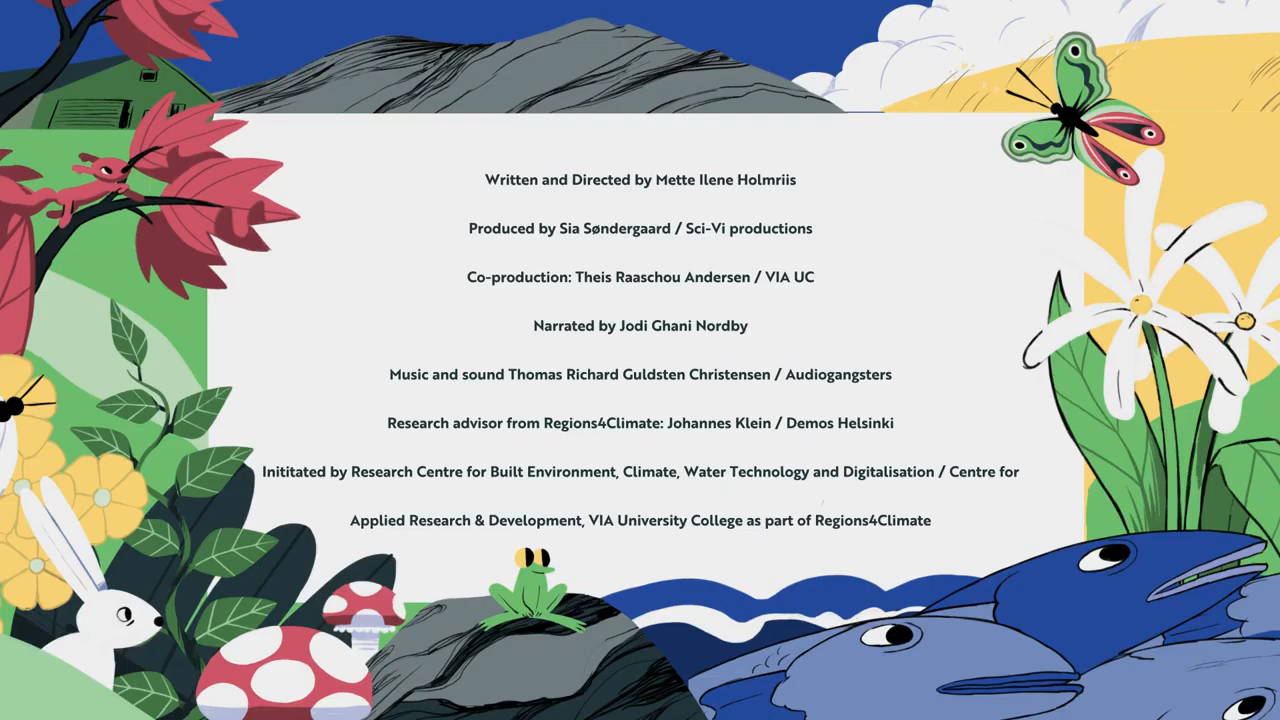 Written and Directed by Mette Ilene Holmriis
Produced by Sia Søndergaard / Sci-Vi productions
Co-production: Theis Raaschou Andersen / VIA UC
Narrated by Jodi Ghani Nordby
Music and sound Thomas Richard Guldsten Christensen / Audiogangsters
Research advisor from Regions4Climate: Johannes Klein / Demos Helsinki
Inititated by Research Centre for Built Environment, Climate, Water Technology and Digitalisation / Centre for
Applied Research & Development, VIA University College as part of Regions4Climate